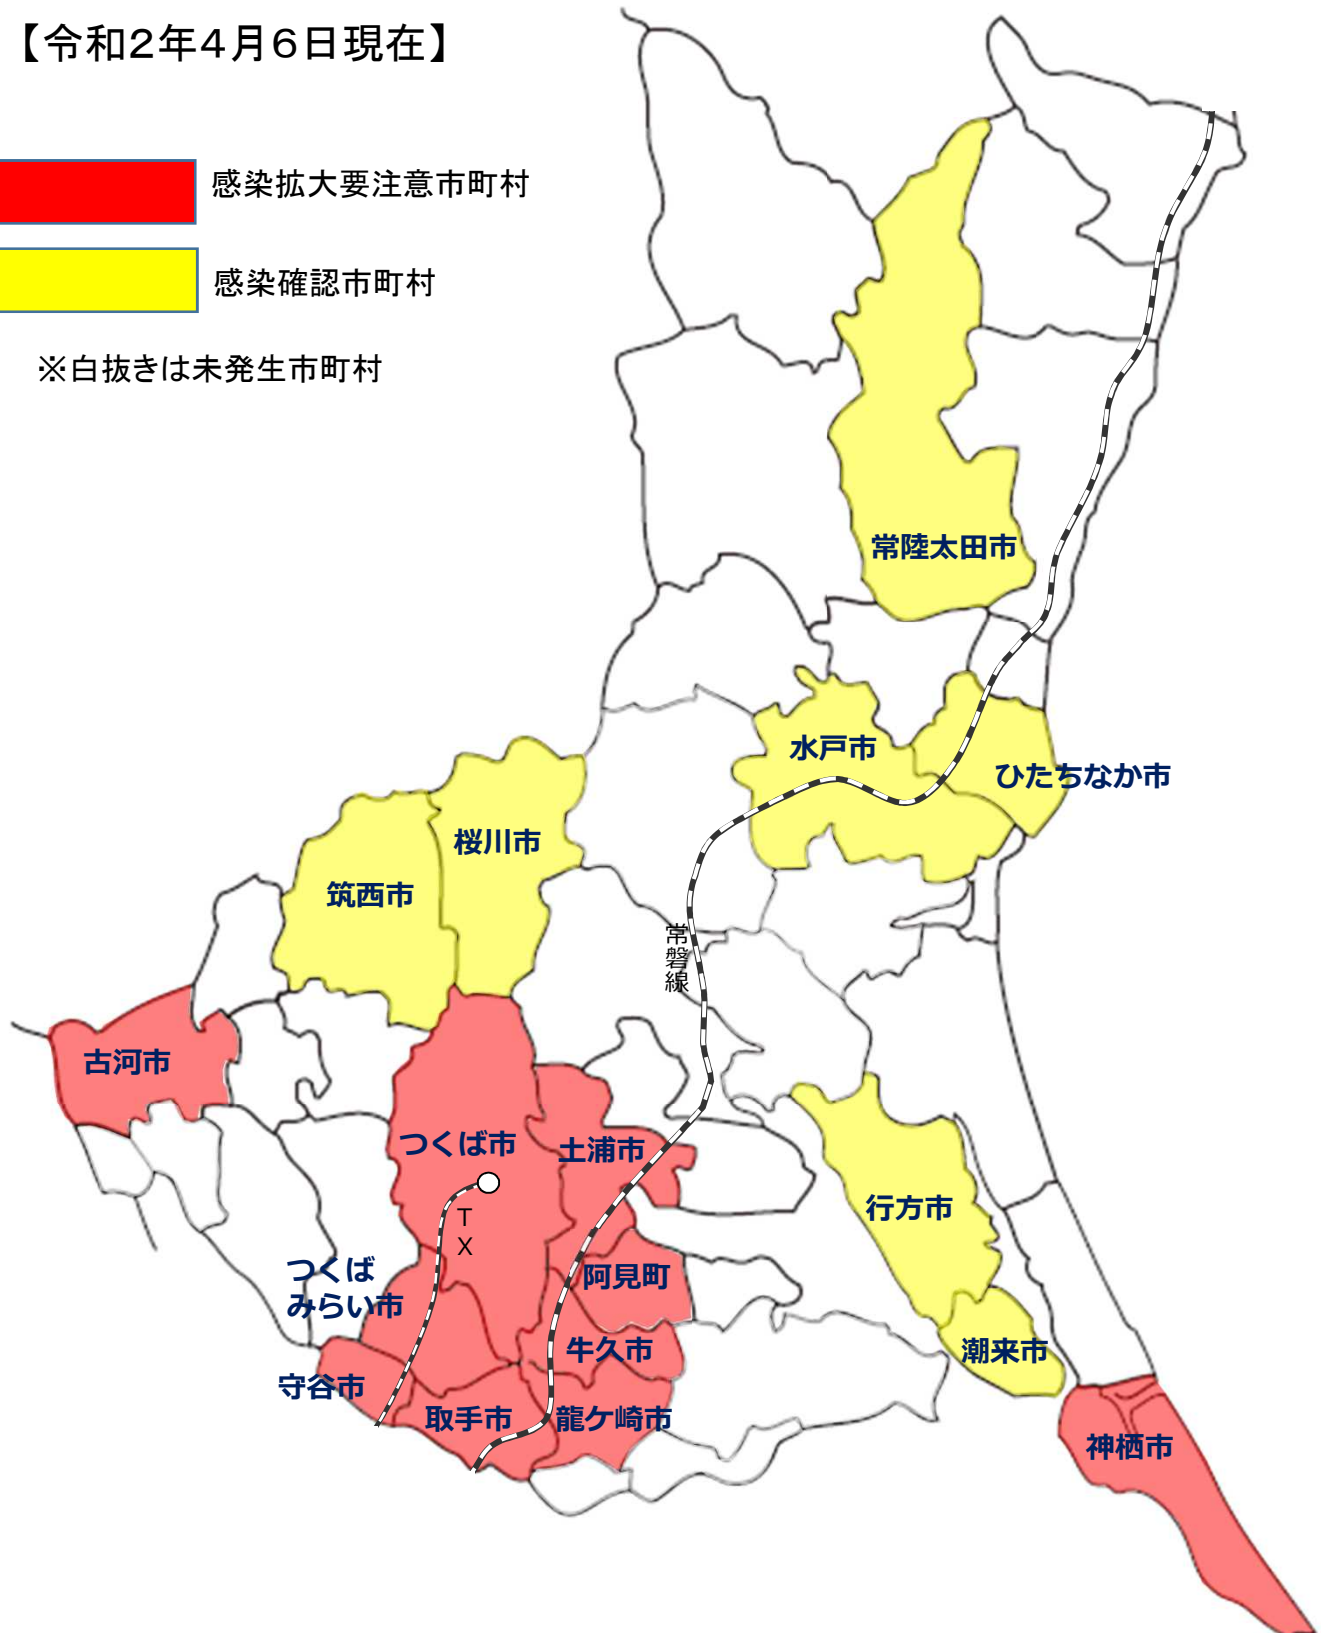 【令和2年4月6日現在】
感染拡大要注意市町村
感染確認市町村
※白抜きは未発生市町村
常陸太田市
水戸市
ひたちなか市
桜川市
筑西市
常磐線
古河市
つくば市
土浦市
TX
行方市
つくば
みらい市
阿見町
牛久市
潮来市
守谷市
取手市
龍ケ崎市
神栖市